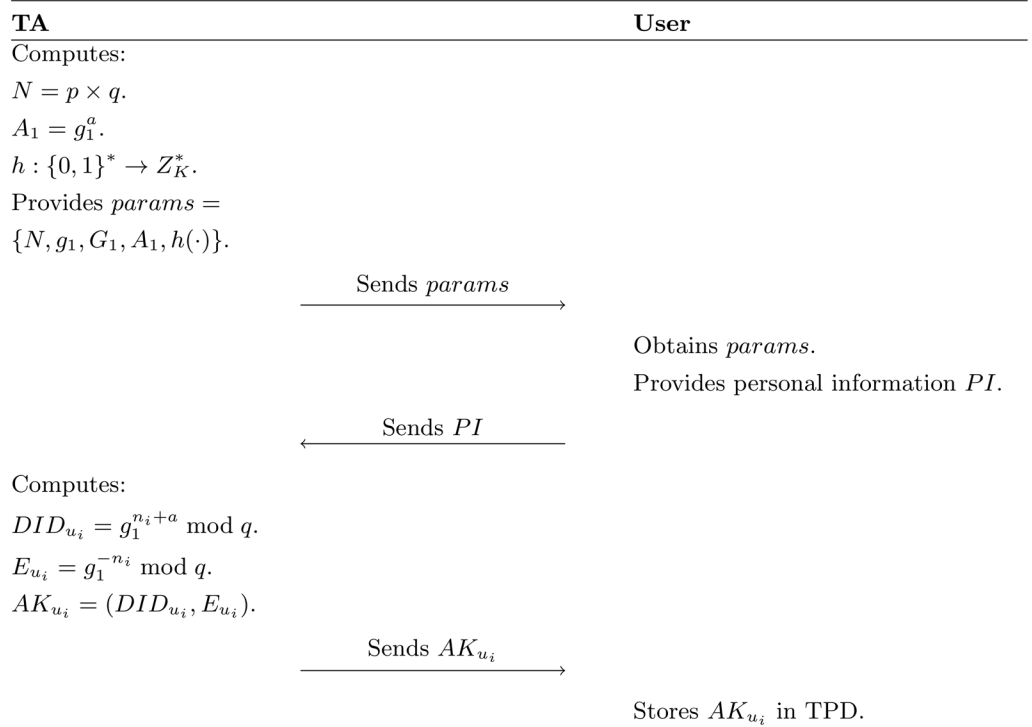 TA User
Computes:
N = p × q.
A₁ = g₁ᵃ.
h : {0, 1}* → Z*_K.
Provides params =
{N, g₁, G₁, A₁, h(·)}.
Sends params
Obtains params.
Provides personal information PI.
Sends PI
Computes:
DID_{u_i} = g₁^{n_i+a} mod q.
E_{u_i} = g₁^{-n_i} mod q.
AK_{u_i} = (DID_{u_i}, E_{u_i}).
Sends AK_{u_i}
Stores AK_{u_i} in TPD.